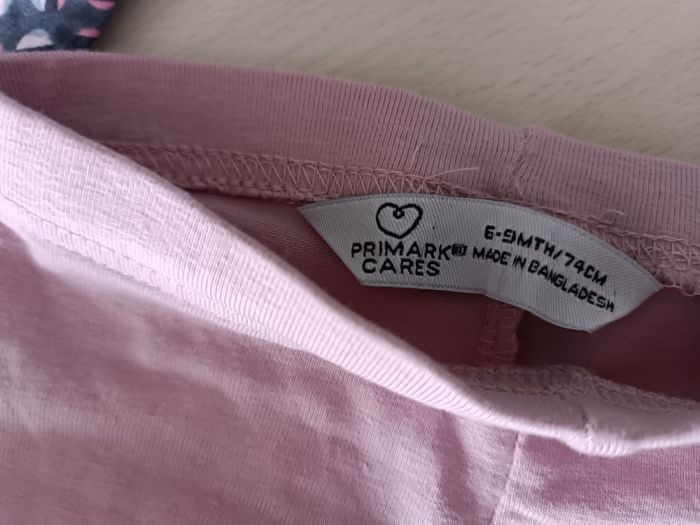 PRIMARK
CARES
6-9MTH/74CM
MADE IN BANGLADESH